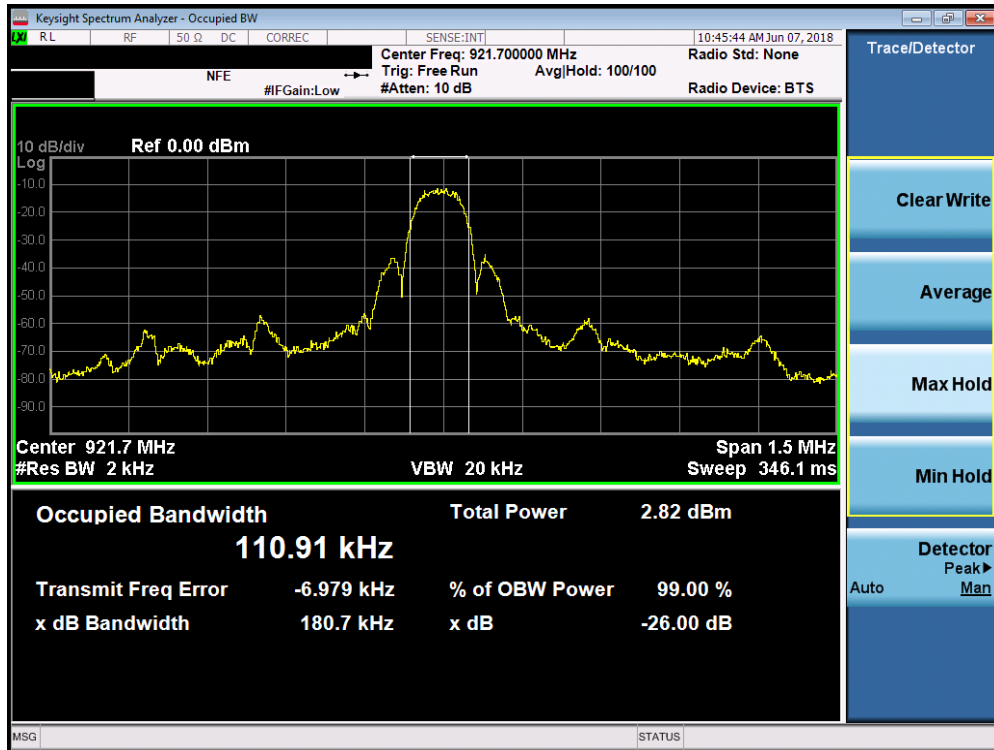 Keysight Spectrum Analyzer - Occupied BW
LXI RL RF 50 Ω DC CORREC SENSE:INT 10:45:44 AM Jun 07, 2018
NFE
#IFGain:Low
Center Freq: 921.700000 MHz
Trig: Free Run Avg|Hold: 100/100
#Atten: 10 dB
Radio Std: None
Radio Device: BTS
10 dB/div Ref 0.00 dBm
Log
-10.0
-20.0
-30.0
-40.0
-50.0
-60.0
-70.0
-80.0
-90.0
Center 921.7 MHz Span 1.5 MHz
#Res BW 2 kHz VBW 20 kHz Sweep 346.1 ms
Occupied Bandwidth Total Power 2.82 dBm
110.91 kHz
Transmit Freq Error -6.979 kHz % of OBW Power 99.00 %
x dB Bandwidth 180.7 kHz x dB -26.00 dB
Trace/Detector
Clear Write
Average
Max Hold
Min Hold
Detector
Peak▶
Auto Man
MSG STATUS